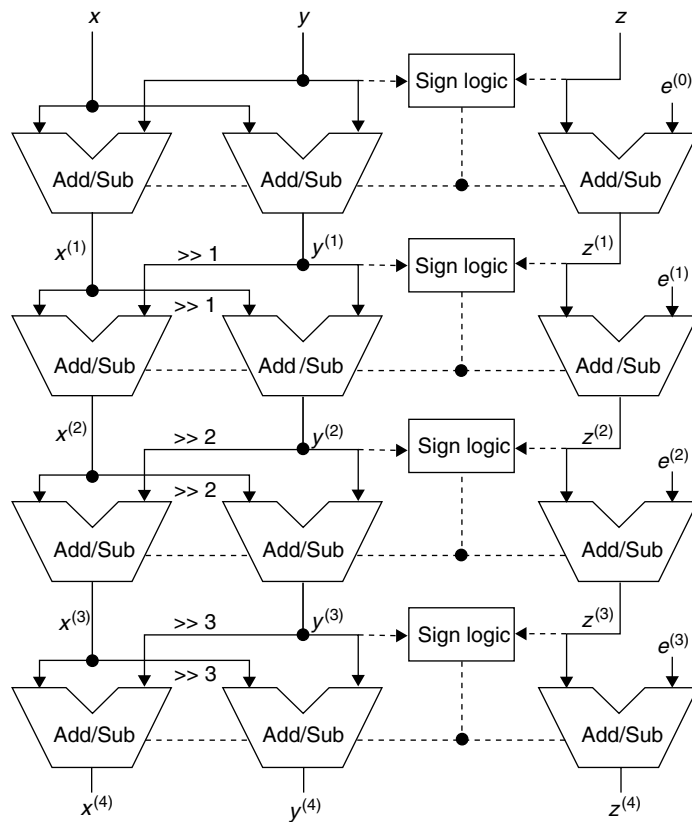 x y z
Sign logic
e(0)
Add/Sub Add/Sub Add/Sub
x(1) >> 1 y(1) Sign logic z(1)
>> 1 e(1)
Add/Sub Add/Sub Add/Sub
x(2) >> 2 y(2) Sign logic z(2)
>> 2 e(2)
Add/Sub Add/Sub Add/Sub
x(3) >> 3 y(3) Sign logic z(3)
>> 3 e(3)
Add/Sub Add/Sub Add/Sub
x(4) y(4) z(4)